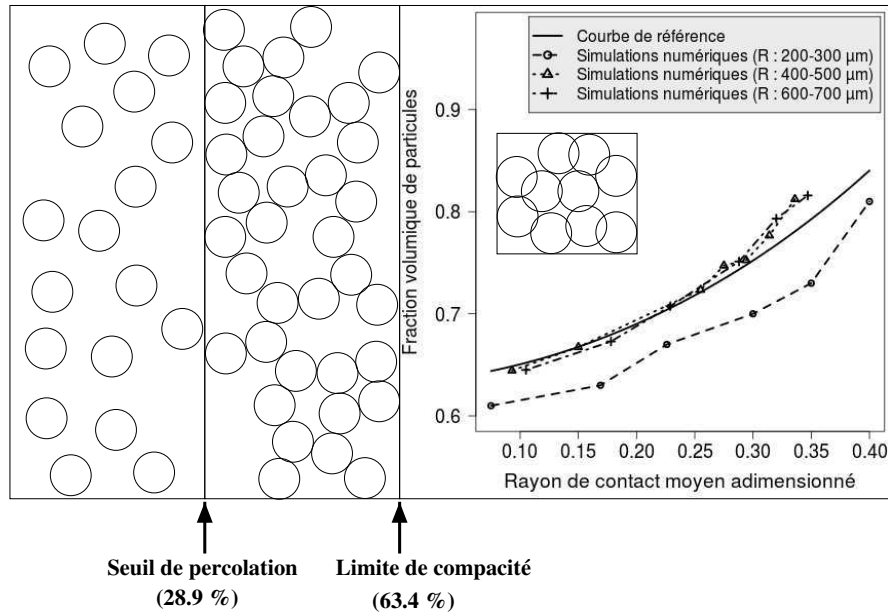 Courbe de référence
Simulations numériques (R : 200-300 µm)
Simulations numériques (R : 400-500 µm)
Simulations numériques (R : 600-700 µm)
Fraction volumique de particules
0.9
0.8
0.7
0.6
0.10 0.15 0.20 0.25 0.30 0.35 0.40
Rayon de contact moyen adimensionné
Seuil de percolation
(28.9 %)
Limite de compacité
(63.4 %)